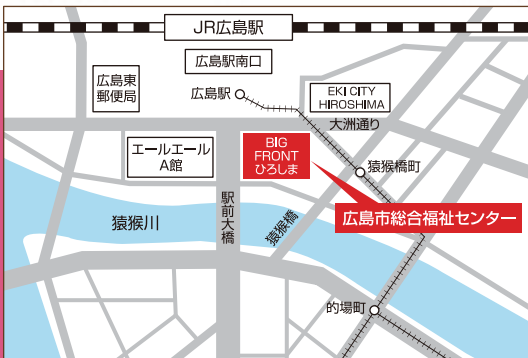 JR広島駅
広島駅南口
広島東
郵便局
広島駅
EKI CITY
HIROSHIMA
大洲通り
エールエール
A館
BIG
FRONT
ひろしま
猿猴橋町
駅前大橋
猿猴川
猿猴橋
広島市総合福祉センター
的場町